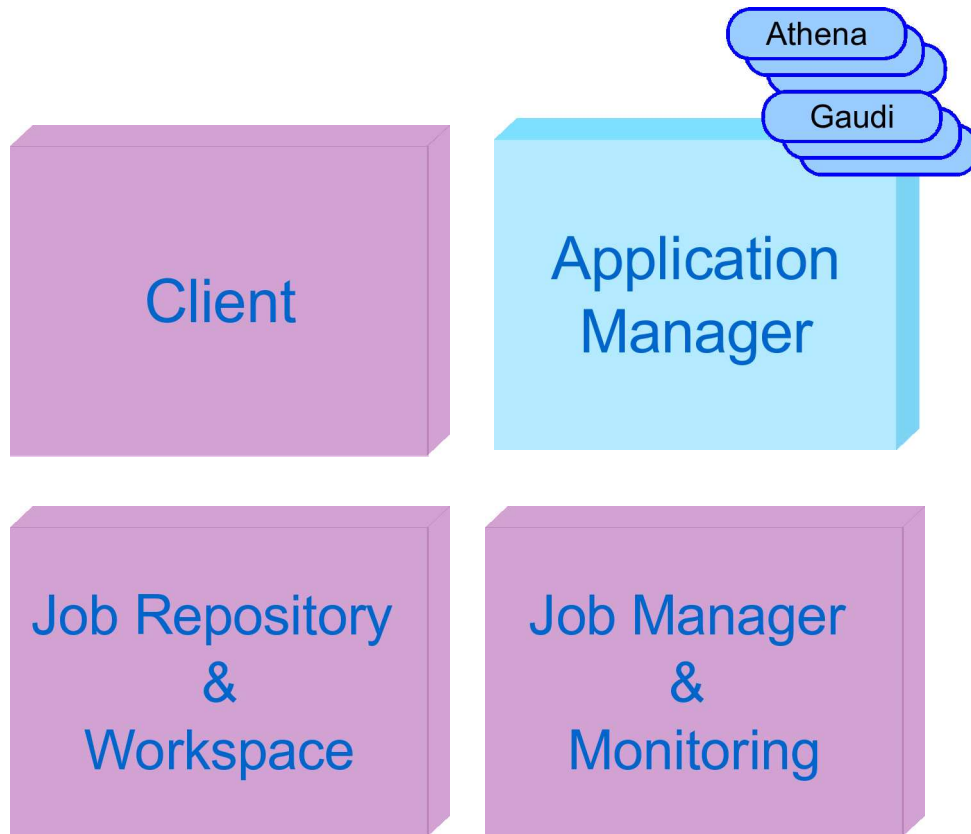 Athena
Gaudi
Client
Application
Manager
Job Repository
&
Workspace
Job Manager
&
Monitoring